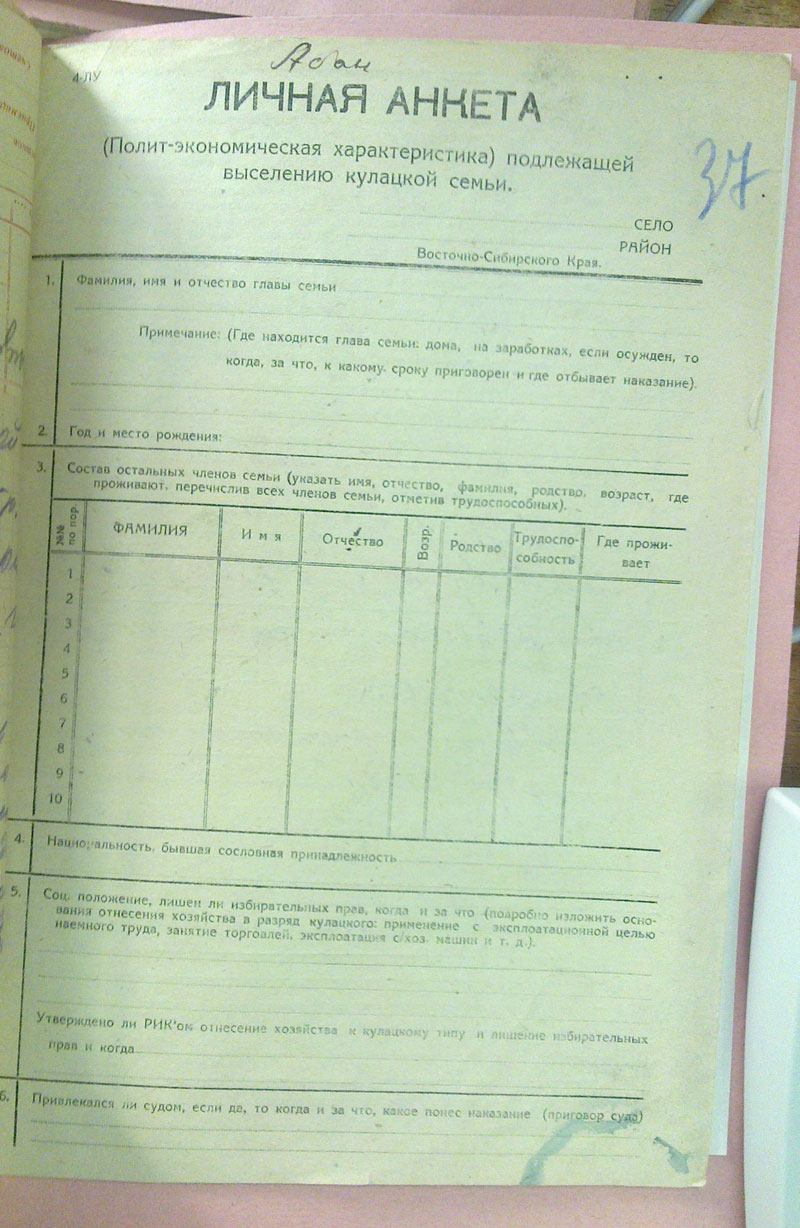 Абан
4-ЛУ
ЛИЧНАЯ АНКЕТА
(Полит-экономическая характеристика) подлежащей
выселению кулацкой семьи.
37
СЕЛО
РАЙОН
Восточно-Сибирского Края.
1. Фамилия, имя и отчество главы семьи
Примечание: (Где находится глава семьи: дома, на заработках, если осужден, то
когда, за что, к какому. сроку приговорен и где отбывает наказание).
2. Год и место рождения:
3. Состав остальных членов семьи (указать имя, отчество, фамилия, родство, возраст, где
проживают, перечислив всех членов семьи, отметив трудоспособных).
№№ по пор. ФАМИЛИЯ Имя Отчество Возр. Родство Трудоспо- Где прожи-
собность вает
1
2
3
4
5
6
7
8
9
10
4. Национальность, бывшая сословная принадлежность
5. Соц. положение, лишен ли избирательных прав, когда и за что (подробно изложить осно-
вания отнесения хозяйства в разряд кулацкого: применение с эксплоатационной целью
наемного труда, занятие торговлей, эксплоатация с/хоз. машин и т. д.).
Утверждено ли РИК'ом отнесение хозяйства к кулацкому типу и лишение избирательных
прав и когда
6. Привлекался ли судом, если да, то когда и за что, какое понес наказание (приговор суда)